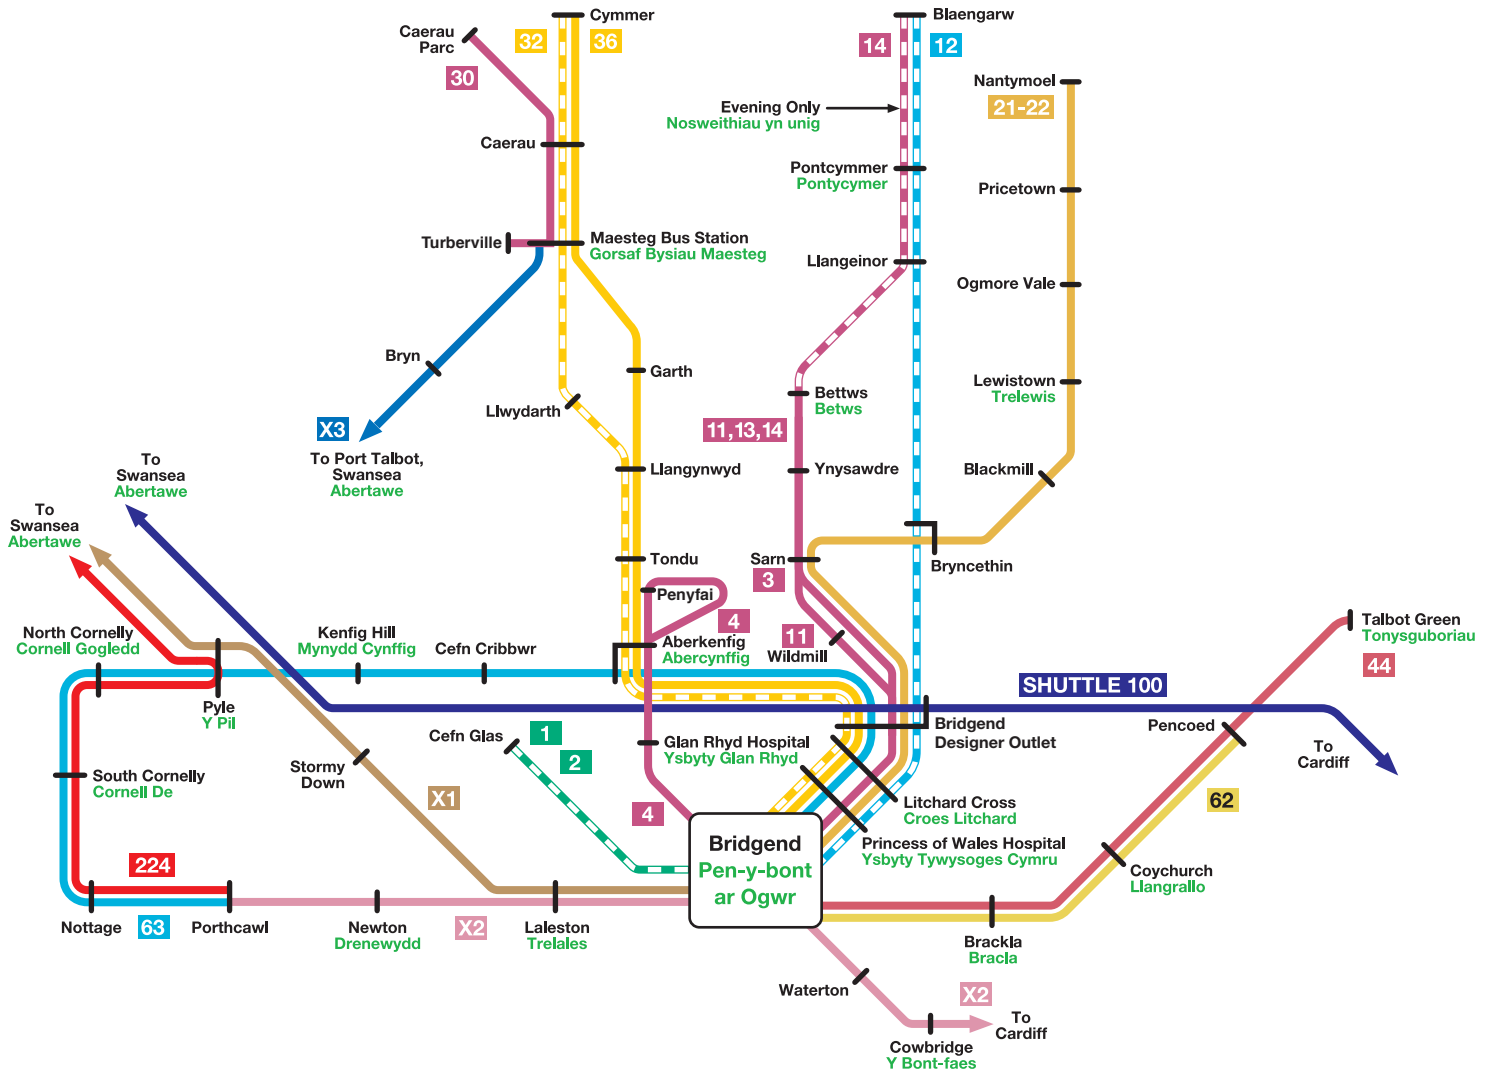 Cymmer
Blaengarw
Caerau
Parc
32
36
14
12
30
Nantymoel
21-22
Evening Only
Nosweithiau yn unig
Caerau
Pontcymmer
Pontycymer
Pricetown
Turberville
Maesteg Bus Station
Gorsaf Bysiau Maesteg
Llangeinor
Ogmore Vale
Bryn
Garth
Lewistown
Trelewis
Bettws
Betws
Llwydarth
X3
11,13,14
To Port Talbot,
Swansea
Abertawe
To
Swansea
Abertawe
Llangynwyd
Ynysawdre
Blackmill
To
Swansea
Abertawe
Tondu
Sarn
3
Bryncethin
Penyfai
4
North Cornelly
Cornell Gogledd
Kenfig Hill
Mynydd Cynffig
Cefn Cribbwr
Aberkenfig
Abercynffig
11
Wildmill
Talbot Green
Tonysguboriau
44
SHUTTLE 100
Pyle
Y Pil
Cefn Glas
1
2
Glan Rhyd Hospital
Ysbyty Glan Rhyd
Bridgend
Designer Outlet
Pencoed
To
Cardiff
South Cornelly
Cornell De
Stormy
Down
X1
4
Litchard Cross
Croes Litchard
62
Princess of Wales Hospital
Ysbyty Tywysoges Cymru
Bridgend
Pen-y-bont
ar Ogwr
Coychurch
Llangrallo
224
Nottage
63
Porthcawl
Newton
Drenewydd
X2
Laleston
Trelales
Brackla
Bracla
Waterton
X2
To
Cardiff
Cowbridge
Y Bont-faes